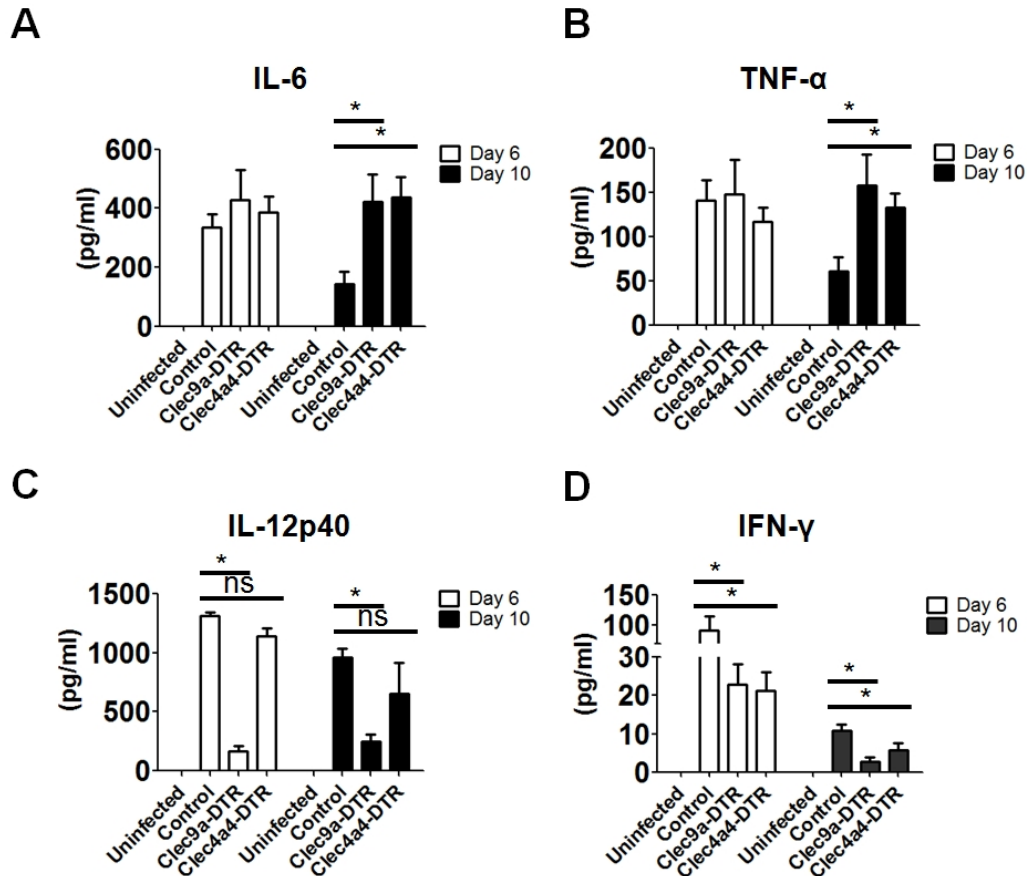 A
IL-6
*
*
600
400
200
0
(pg/ml)
Day 6
Day 10
Uninfected
Control
Clec9a-DTR
Clec4a4-DTR
Uninfected
Control
Clec9a-DTR
Clec4a4-DTR
B
TNF-α
*
*
200
150
100
50
0
(pg/ml)
Day 6
Day 10
Uninfected
Control
Clec9a-DTR
Clec4a4-DTR
Uninfected
Control
Clec9a-DTR
Clec4a4-DTR
C
IL-12p40
*
ns
*
ns
1500
1000
500
0
(pg/ml)
Day 6
Day 10
Uninfected
Control
Clec9a-DTR
Clec4a4-DTR
Uninfected
Control
Clec9a-DTR
Clec4a4-DTR
D
IFN-γ
*
*
*
*
150
100
50
30
20
10
0
(pg/ml)
Day 6
Day 10
Uninfected
Control
Clec9a-DTR
Clec4a4-DTR
Uninfected
Control
Clec9a-DTR
Clec4a4-DTR